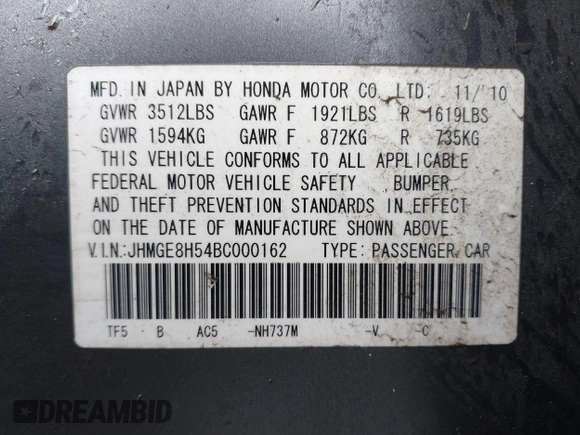 MFD. IN JAPAN BY HONDA MOTOR CO. LTD: 11/'10
GVWR 3512LBS GAWR F 1921LBS R 1619LBS
GVWR 1594KG GAWR F 872KG R 735KG
THIS VEHICLE CONFORMS TO ALL APPLICABLE
FEDERAL MOTOR VEHICLE SAFETY, BUMPER,
AND THEFT PREVENTION STANDARDS IN EFFECT
ON THE DATE OF MANUFACTURE SHOWN ABOVE.
V.I.N.:JHMGE8H54BC000162 TYPE: PASSENGER CAR
TF5 B AC5 -NH737M -V -C
DREAMBID